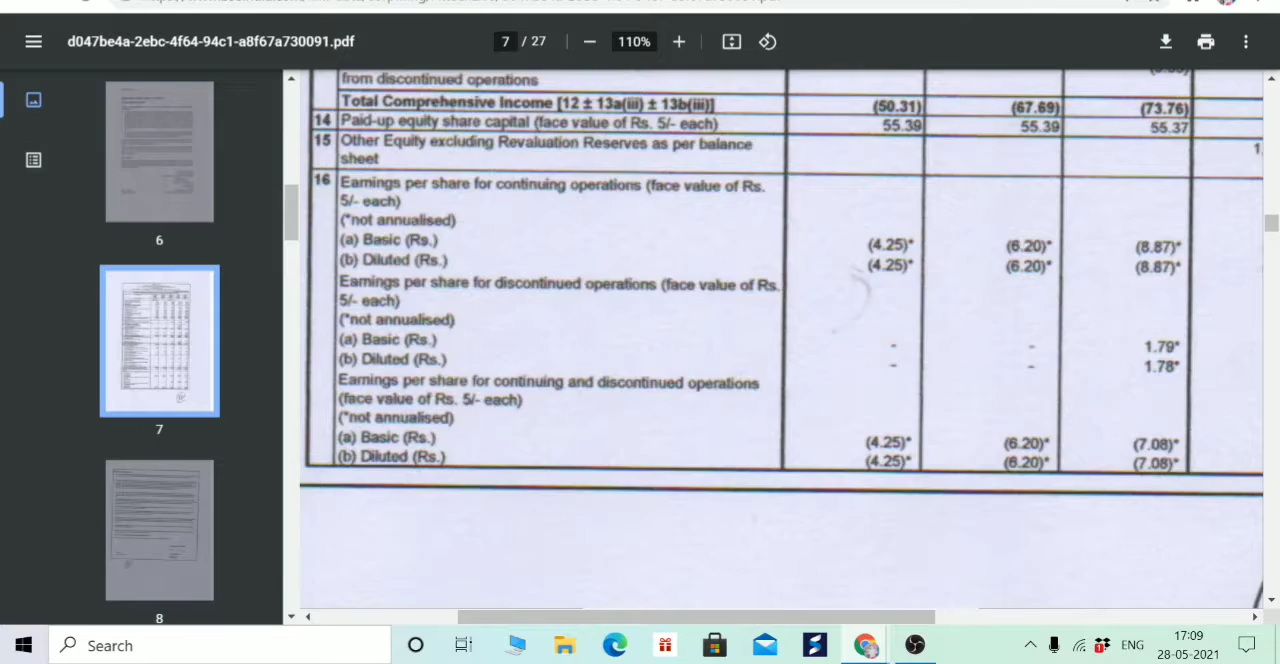 d047be4a-2ebc-4f64-94c1-a8f67a730091.pdf
7 / 27
110%
from discontinued operations
Total Comprehensive Income [12 ± 13a(iii) ± 13b(iii)] (50.31) (67.69) (73.76)
14 Paid-up equity share capital (face value of Rs. 5/- each) 55.39 55.39 55.37
15 Other Equity excluding Revaluation Reserves as per balance
sheet
16 Earnings per share for continuing operations (face value of Rs.
5/- each)
(*not annualised)
(a) Basic (Rs.) (4.25)* (6.20)* (8.87)*
(b) Diluted (Rs.) (4.25)* (6.20)* (8.87)*
Earnings per share for discontinued operations (face value of Rs.
5/- each)
(*not annualised)
(a) Basic (Rs.) - - 1.79*
(b) Diluted (Rs.) - - 1.78*
Earnings per share for continuing and discontinued operations
(face value of Rs. 5/- each)
(*not annualised)
(a) Basic (Rs.) (4.25)* (6.20)* (7.08)*
(b) Diluted (Rs.) (4.25)* (6.20)* (7.08)*
6
7
8
Search
ENG
17:09
28-05-2021